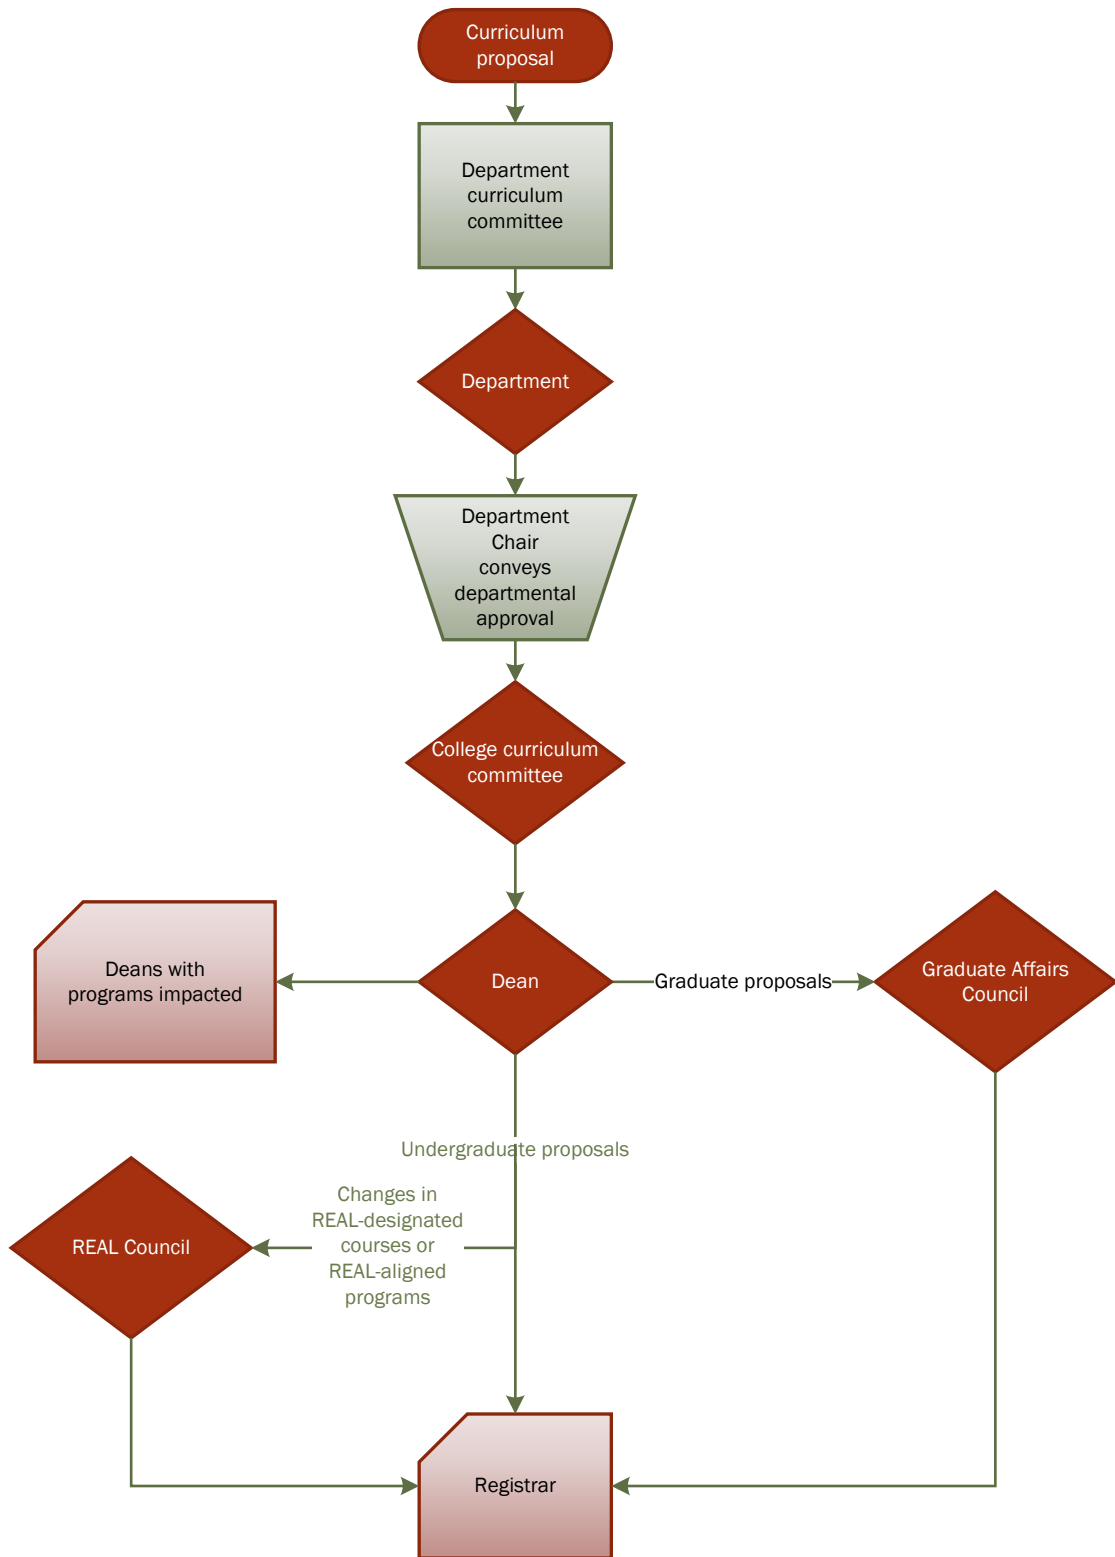 Curriculum
proposal
Department
curriculum
committee
Department
Department
Chair
conveys
departmental
approval
College curriculum
committee
Deans with
programs impacted
Dean
Graduate proposals
Graduate Affairs
Council
Undergraduate proposals
Changes in
REAL-designated
courses or
REAL-aligned
programs
REAL Council
Registrar